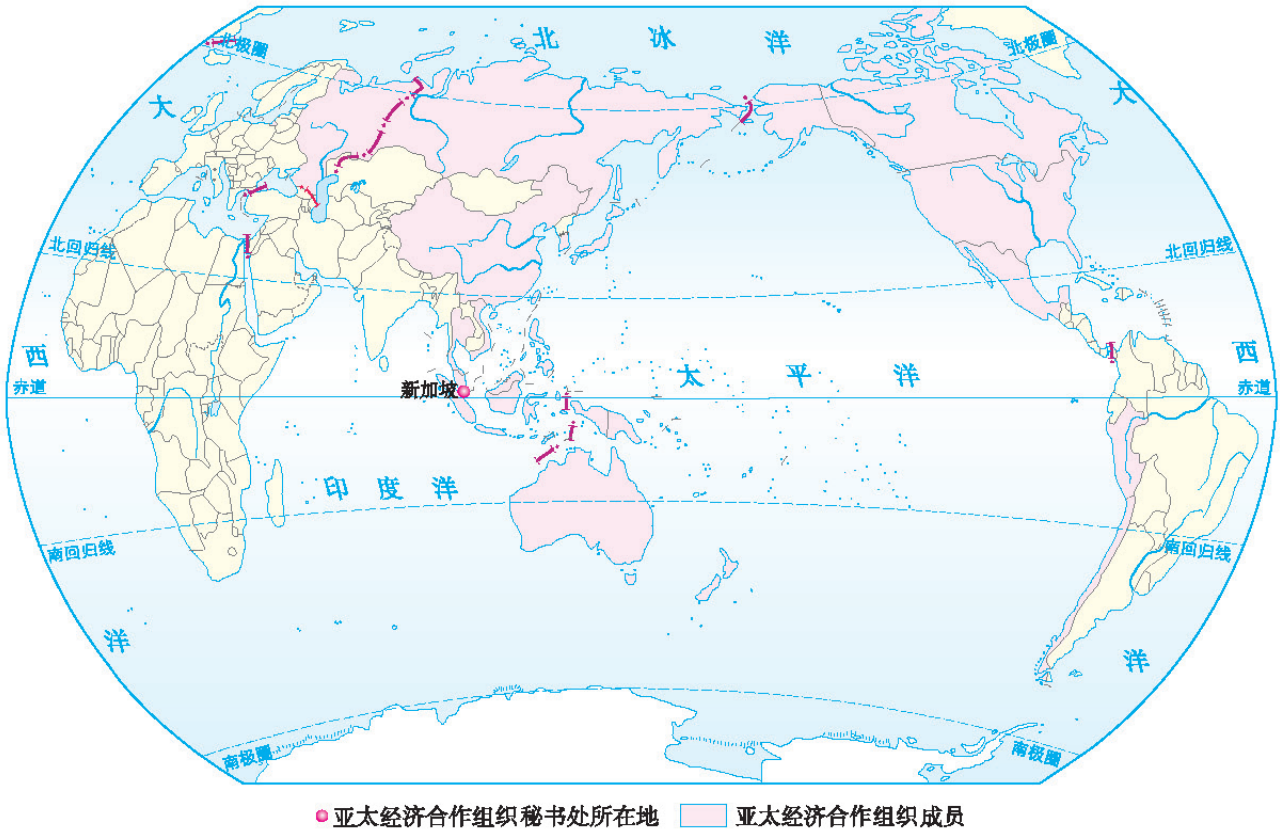 北冰洋
北极圈
北极圈
大
大
北回归线
北回归线
西
西
太平洋
赤道
新加坡
赤道
印度洋
南回归线
南回归线
洋
洋
南极圈
南极圈
亚太经济合作组织秘书处所在地 亚太经济合作组织成员